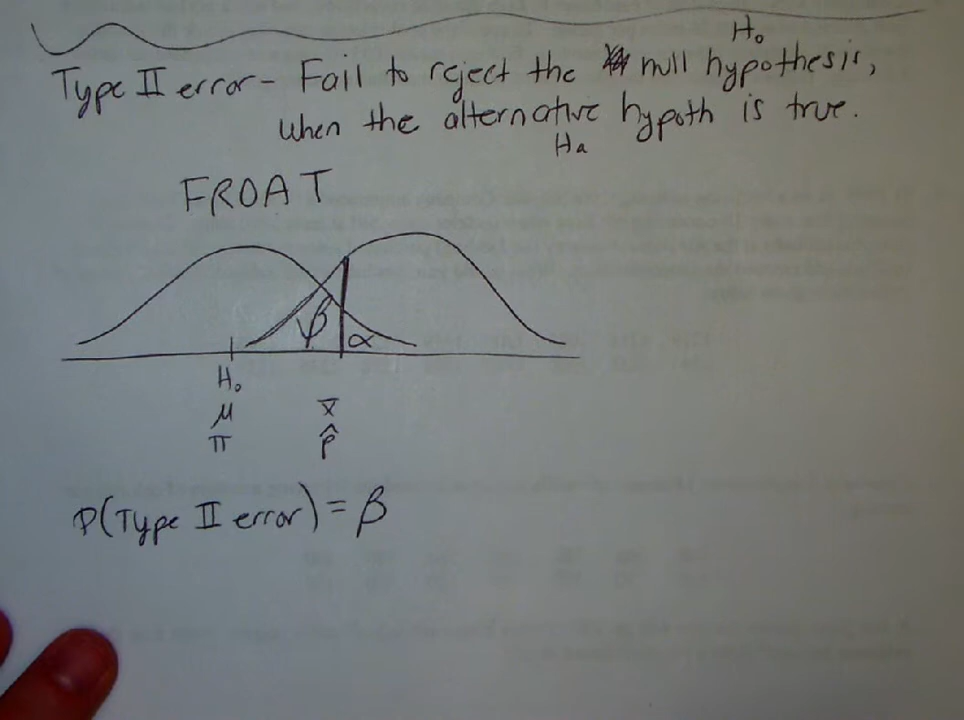 H₀
Type II error - Fail to reject the null hypothesis,
when the alternative hypoth is true.
Ha
FROAT
β α
H₀
μ x̄
π p̂
P(Type II error) = β